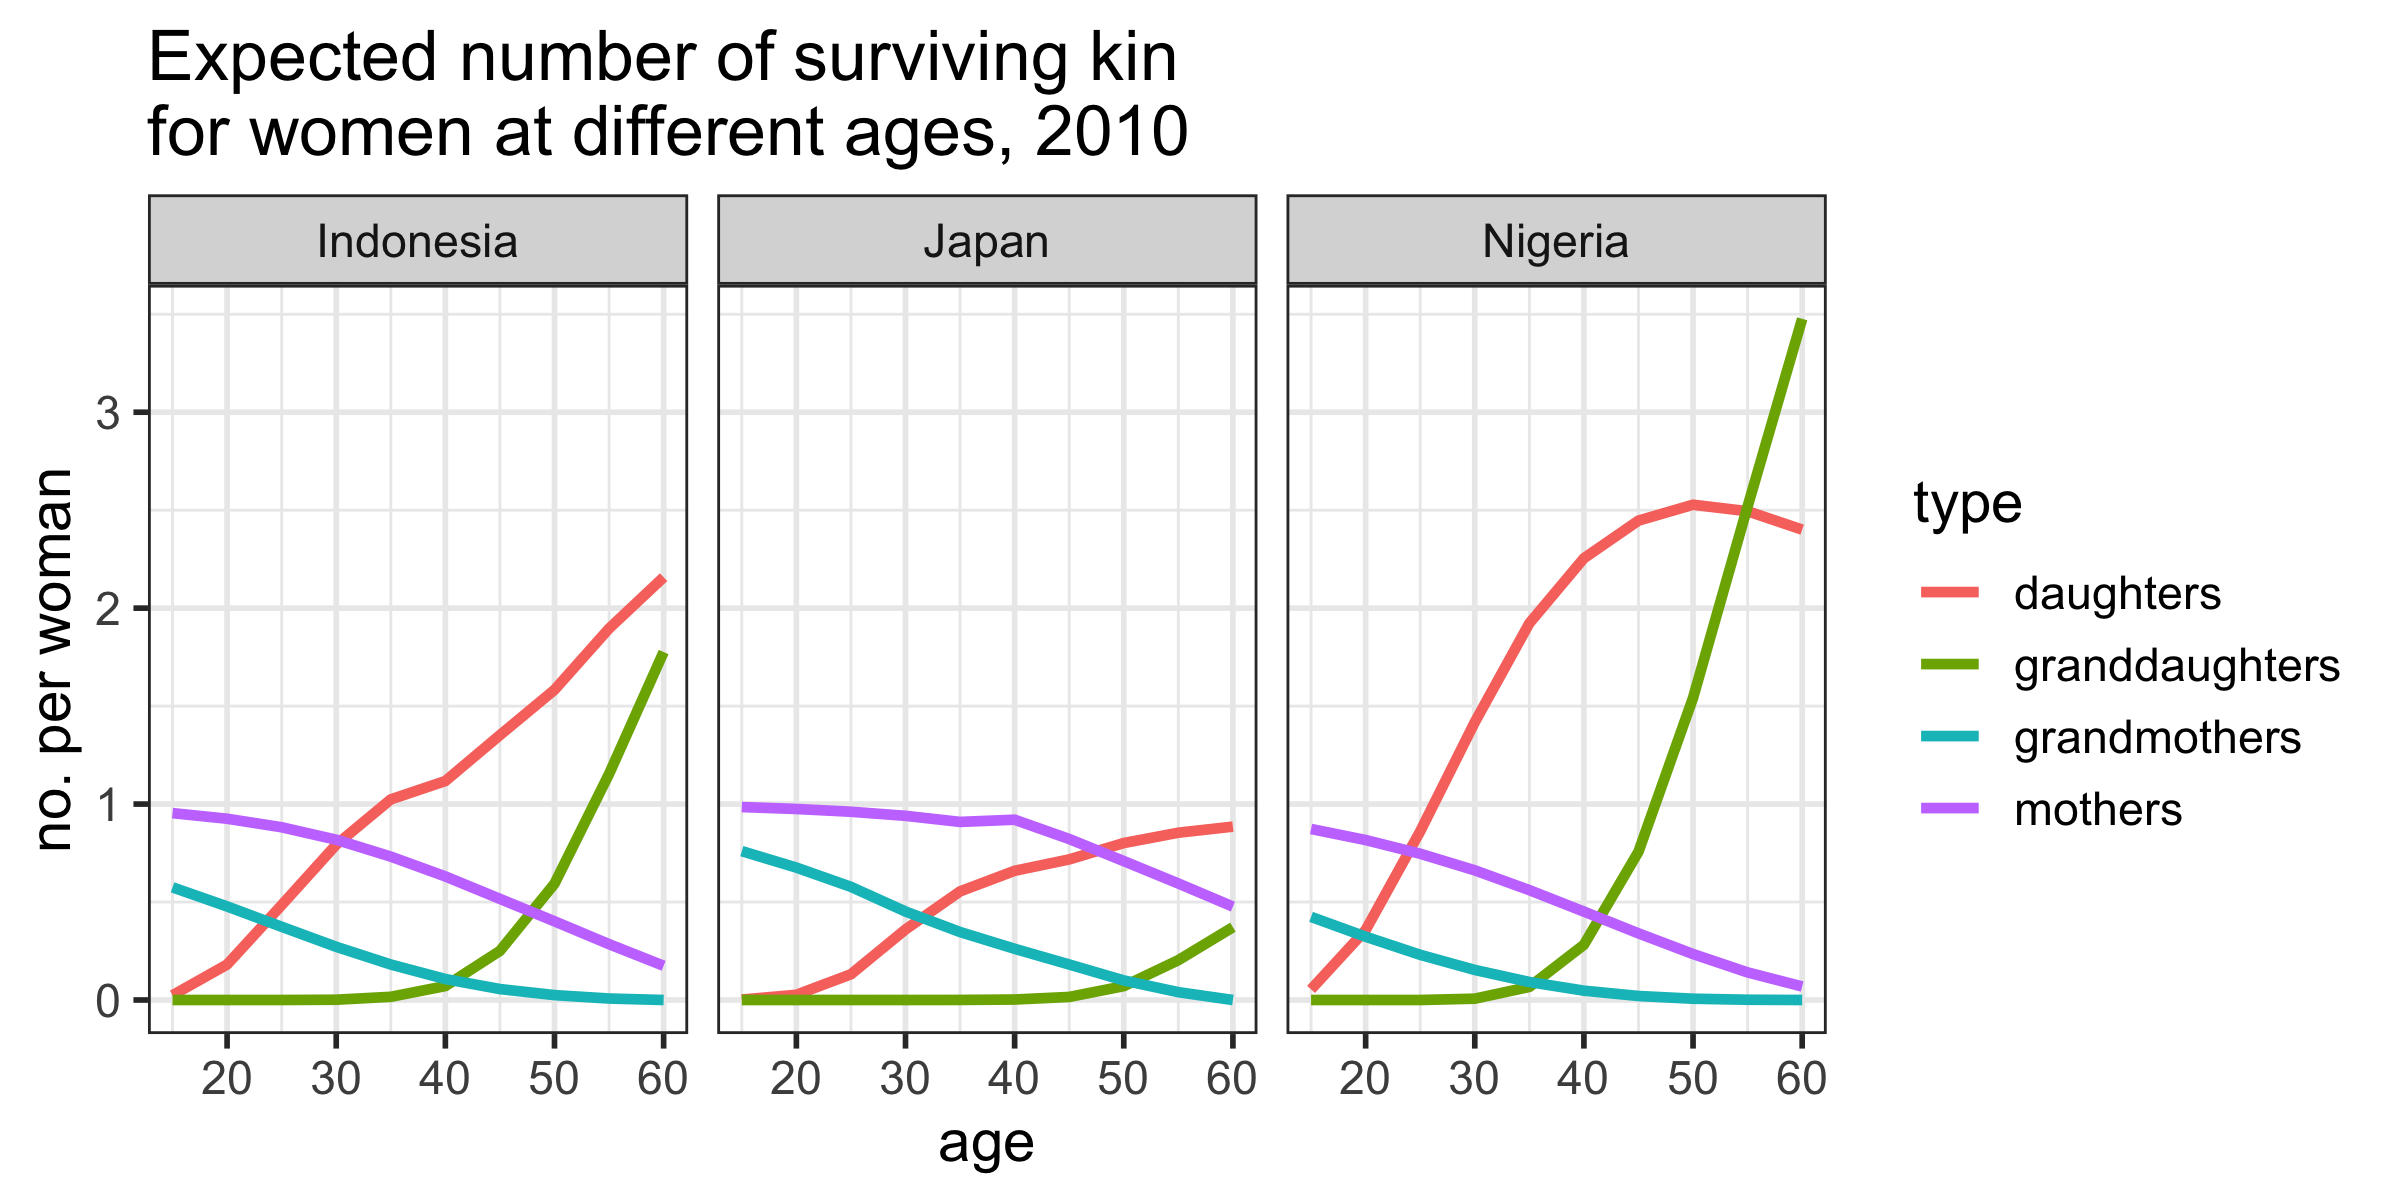 Expected number of surviving kin
for women at different ages, 2010
Indonesia
Japan
Nigeria
no. per woman
3
2
1
0
20 30 40 50 60
20 30 40 50 60
20 30 40 50 60
age
type
daughters
granddaughters
grandmothers
mothers